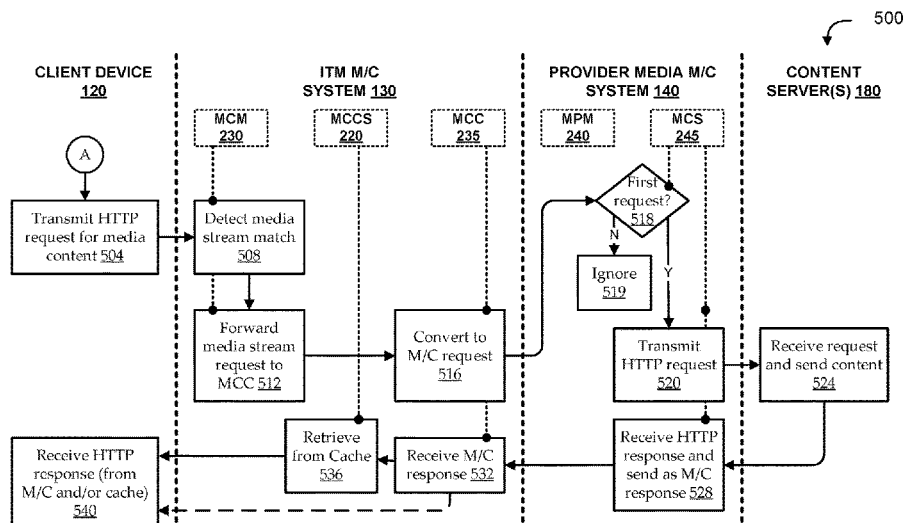 500
CLIENT DEVICE
120
ITM M/C
SYSTEM 130
PROVIDER MEDIA M/C
SYSTEM 140
CONTENT
SERVER(S) 180
MCM
230
MCCS
220
MCC
235
MPM
240
MCS
245
A
Transmit HTTP
request for media
content 504
Detect media
stream match
508
Forward
media stream
request to
MCC 512
Convert to
M/C request
516
First
request?
518
N
Y
Ignore
519
Transmit
HTTP request
520
Receive request
and send content
524
Receive HTTP
response and
send as M/C
response 528
Receive M/C
response 532
Retrieve
from Cache
536
Receive HTTP
response (from
M/C and/or cache)
540